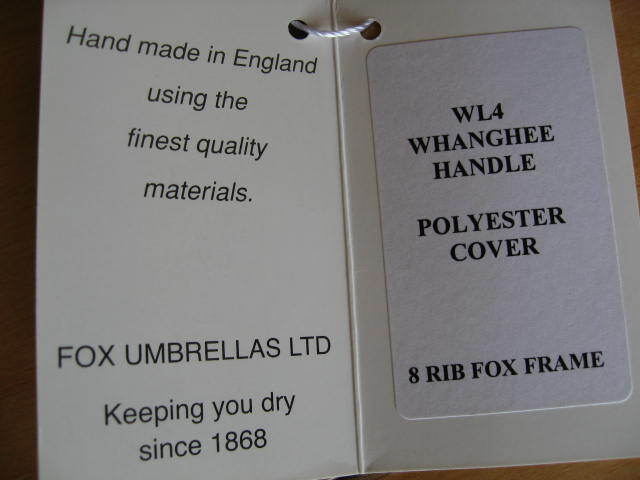 Hand made in England
using the
finest quality
materials.
FOX UMBRELLAS LTD
Keeping you dry
since 1868
WL4
WHANGHEE
HANDLE
POLYESTER
COVER
8 RIB FOX FRAME